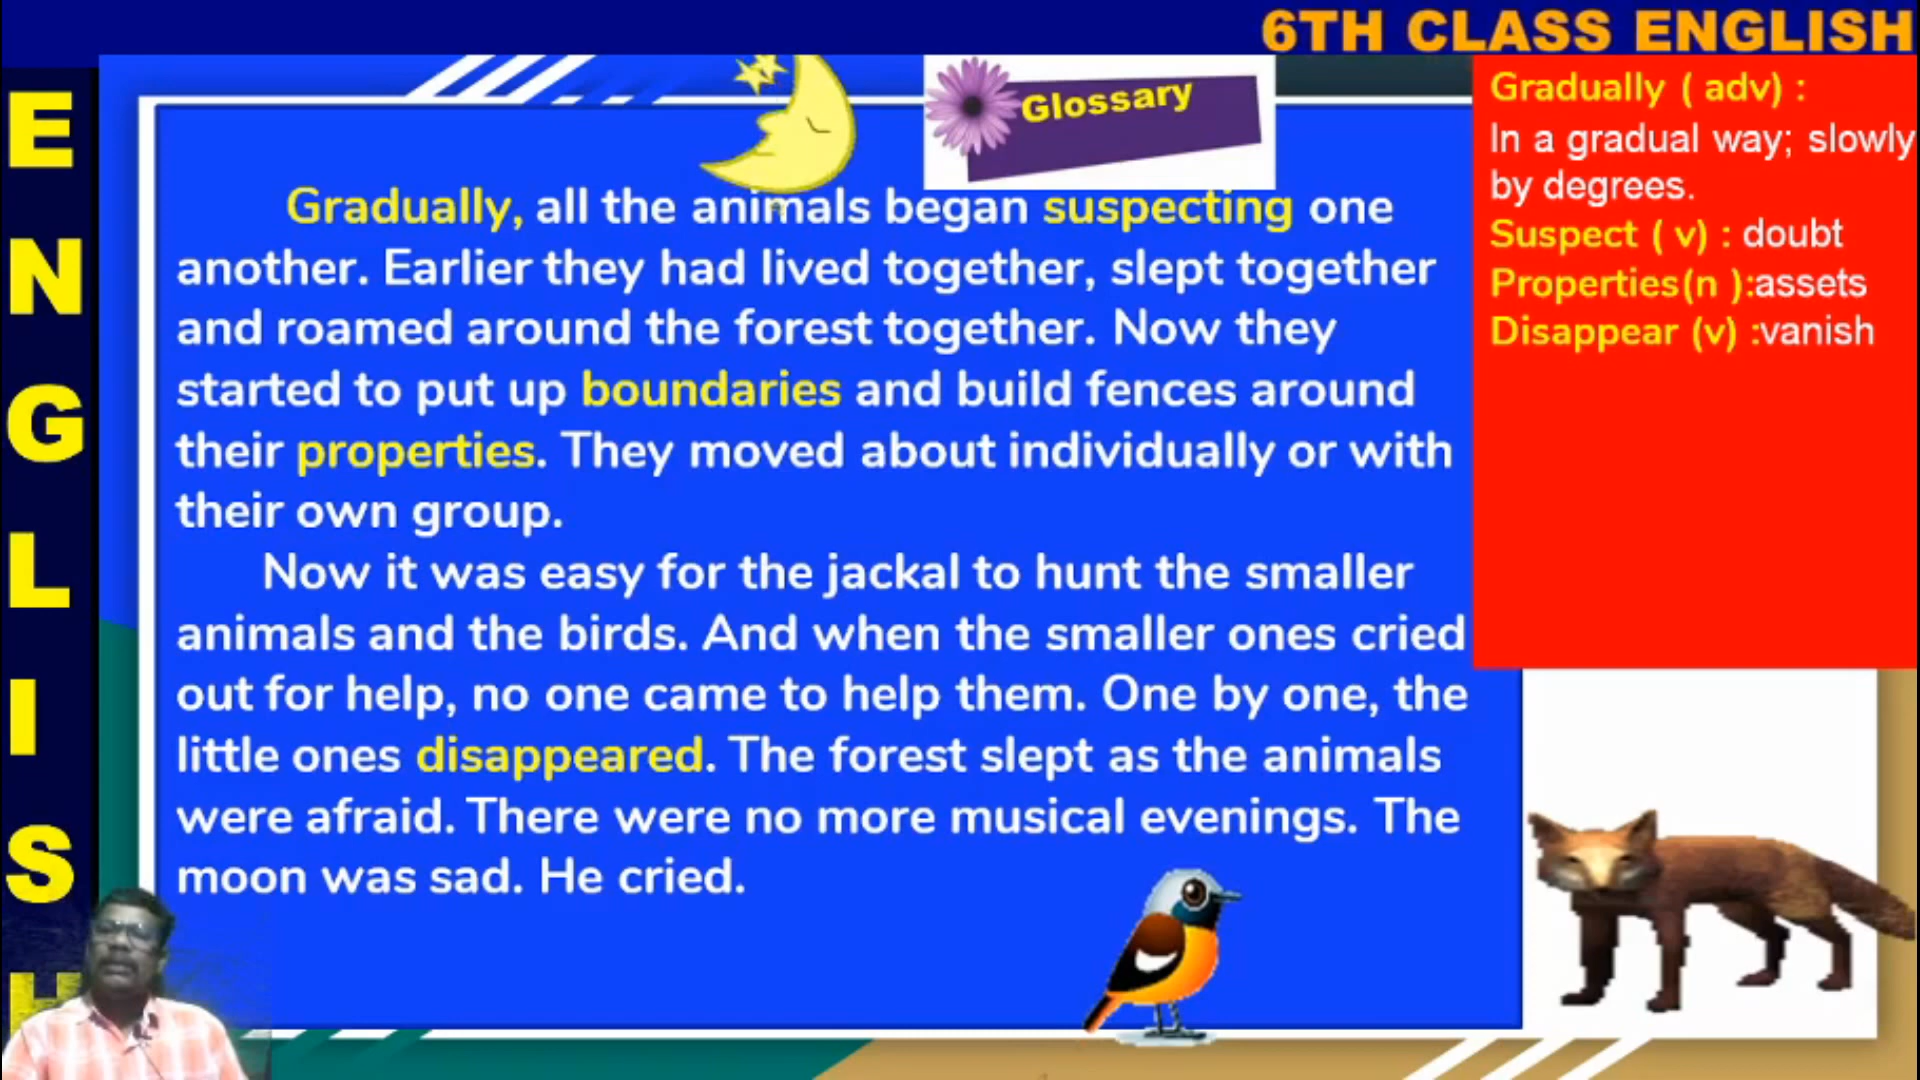 6TH CLASS ENGLISH
ENGLISH
Glossary
Gradually, all the animals began suspecting one
another. Earlier they had lived together, slept together
and roamed around the forest together. Now they
started to put up boundaries and build fences around
their properties. They moved about individually or with
their own group.
Now it was easy for the jackal to hunt the smaller
animals and the birds. And when the smaller ones cried
out for help, no one came to help them. One by one, the
little ones disappeared. The forest slept as the animals
were afraid. There were no more musical evenings. The
moon was sad. He cried.
Gradually ( adv) :
In a gradual way; slowly
by degrees.
Suspect ( v) : doubt
Properties(n ):assets
Disappear (v) :vanish